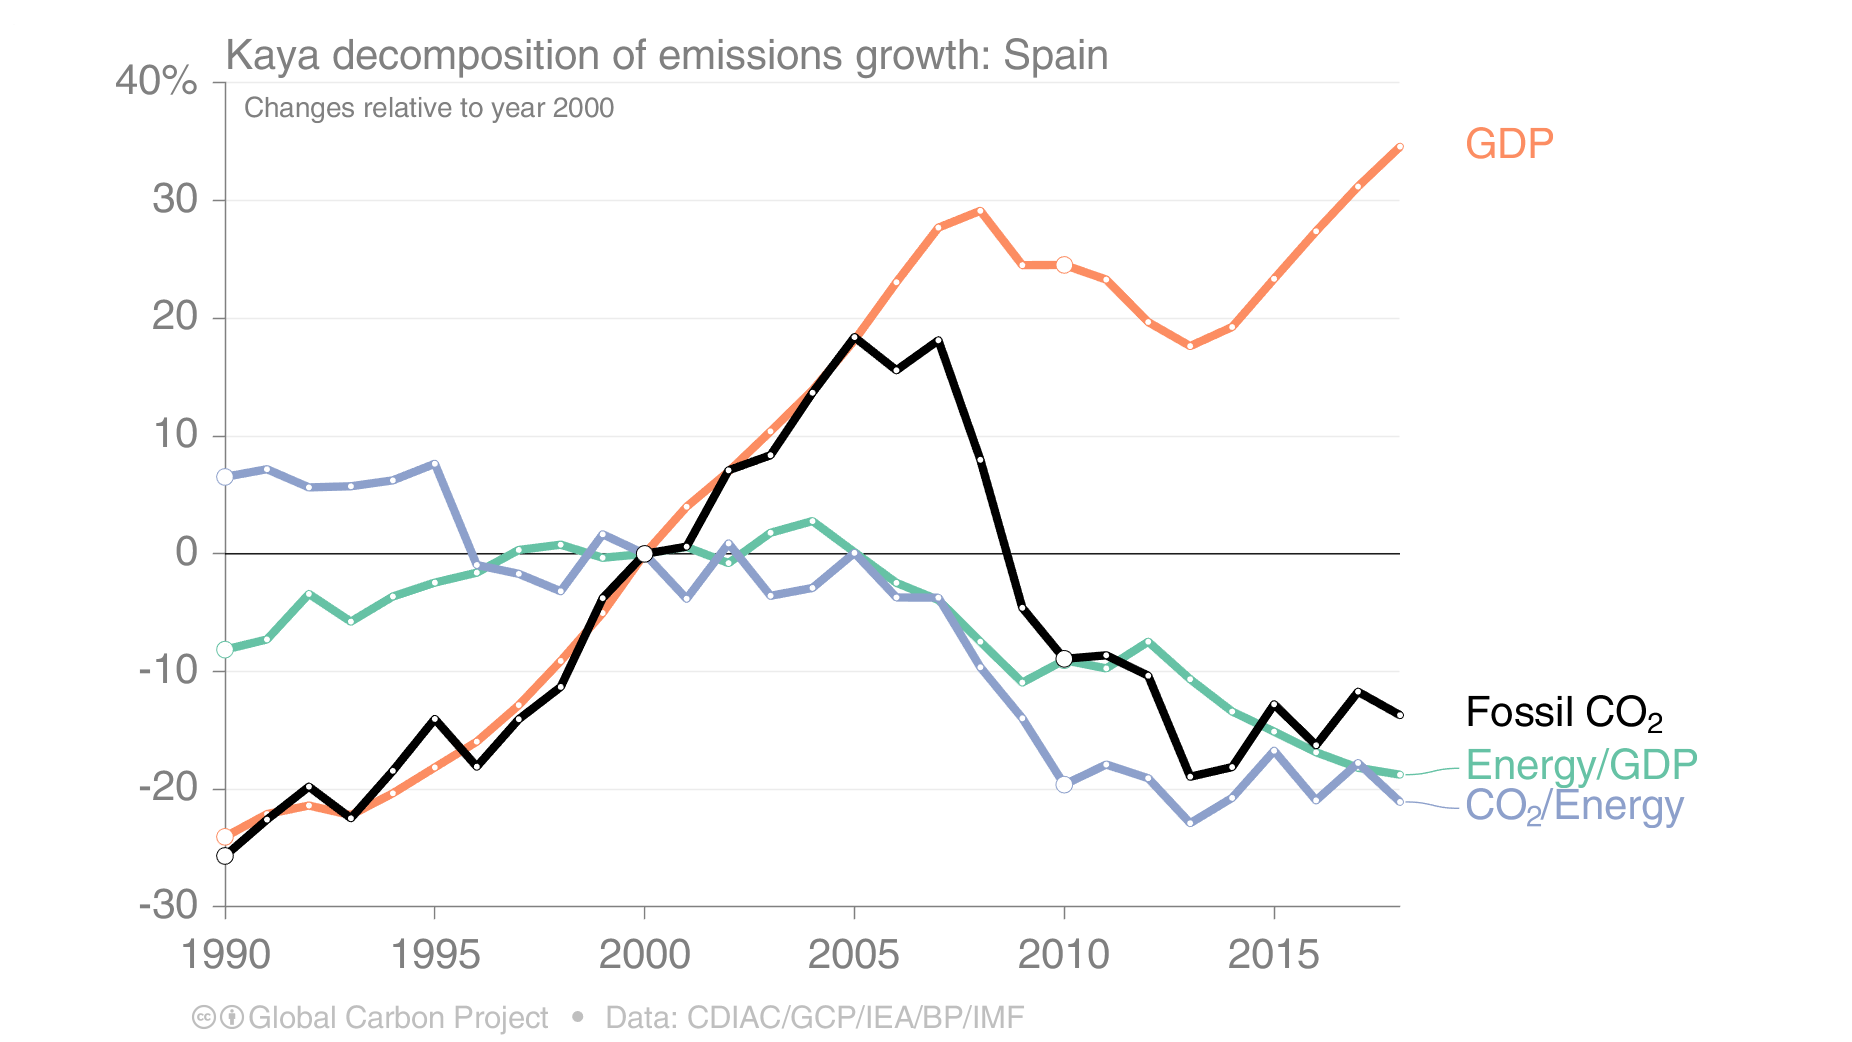 Kaya decomposition of emissions growth: Spain
40%
Changes relative to year 2000
GDP
30
20
10
0
-10
Fossil CO₂
Energy/GDP
-20
CO₂/Energy
-30
1990 1995 2000 2005 2010 2015
cc Global Carbon Project • Data: CDIAC/GCP/IEA/BP/IMF